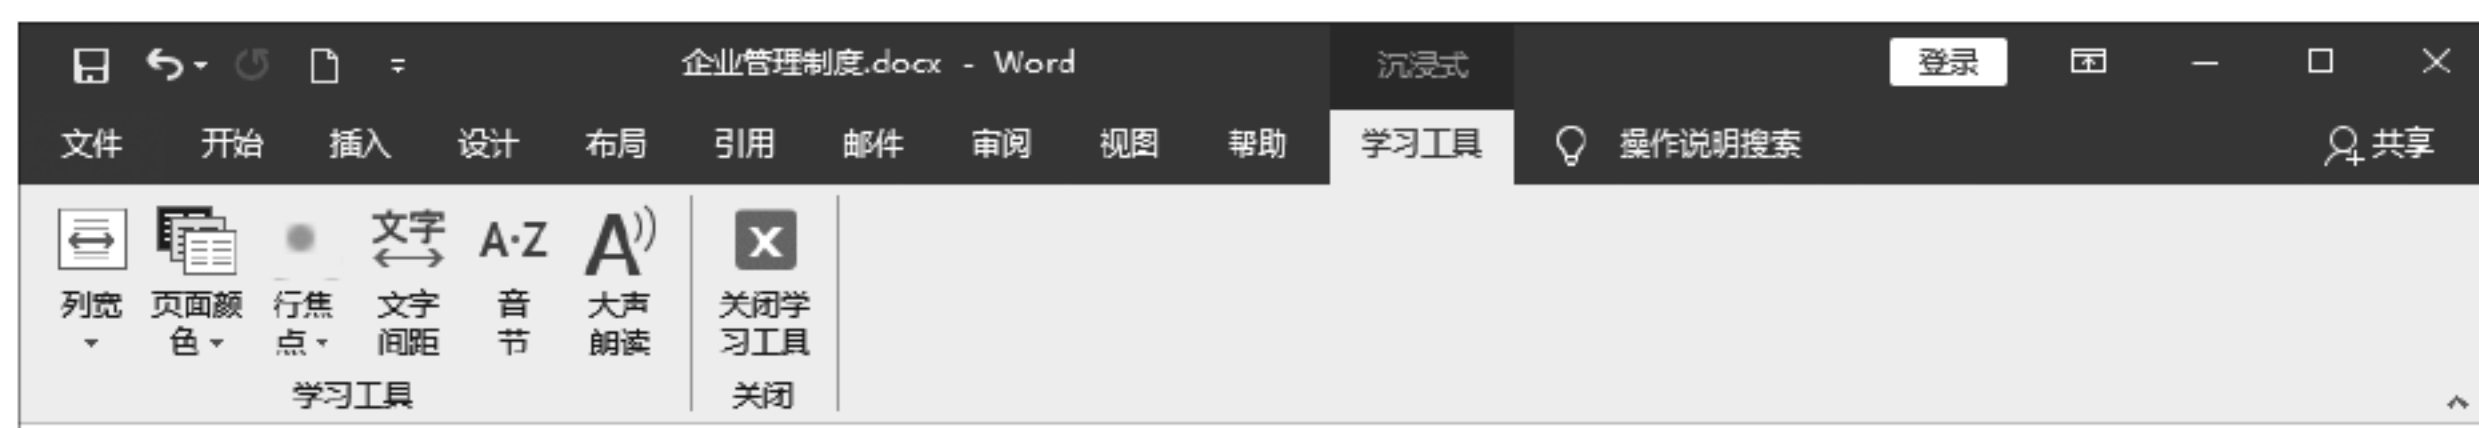 企业管理制度.docx - Word 沉浸式 登录
文件 开始 插入 设计 布局 引用 邮件 审阅 视图 帮助 学习工具 操作说明搜索 共享
文字 A·Z A
列宽 页面颜 行焦 文字 音 大声 关闭学
色 点 间距 节 朗读 习工具
学习工具 关闭